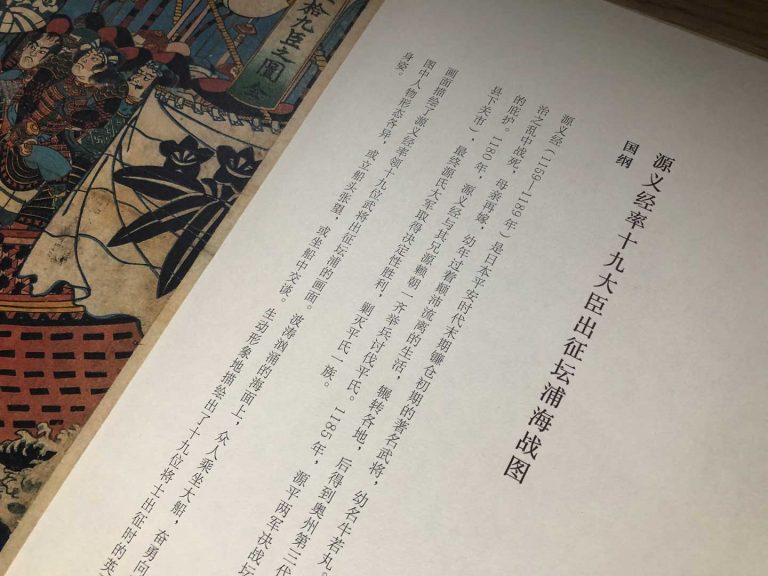 源义经率十九大臣出征坛浦海战图
国纲
源义经（1159—1189年）是日本平安时代末期镰仓初期的著名武将，幼名牛若丸。
治之乱中战死，母亲再嫁，幼年过着颠沛流离的生活，辗转各地，后得到奥州第三代
的庇护。1180年，源义经与其兄源赖朝一齐举兵讨伐平氏。1185年，源平两军决战坛
县下关市），最终源氏大军取得决定性胜利，剿灭平氏一族。
画面描绘了源义经率领十九位武将出征坛浦的画面。波涛汹涌的海面上，众人乘坐大船，奋勇向
图中人物形态各异，或立船头张望，或坐船中交谈。生动形象地描绘出了十九位将士出征时的英
身姿。
拾九臣之圖